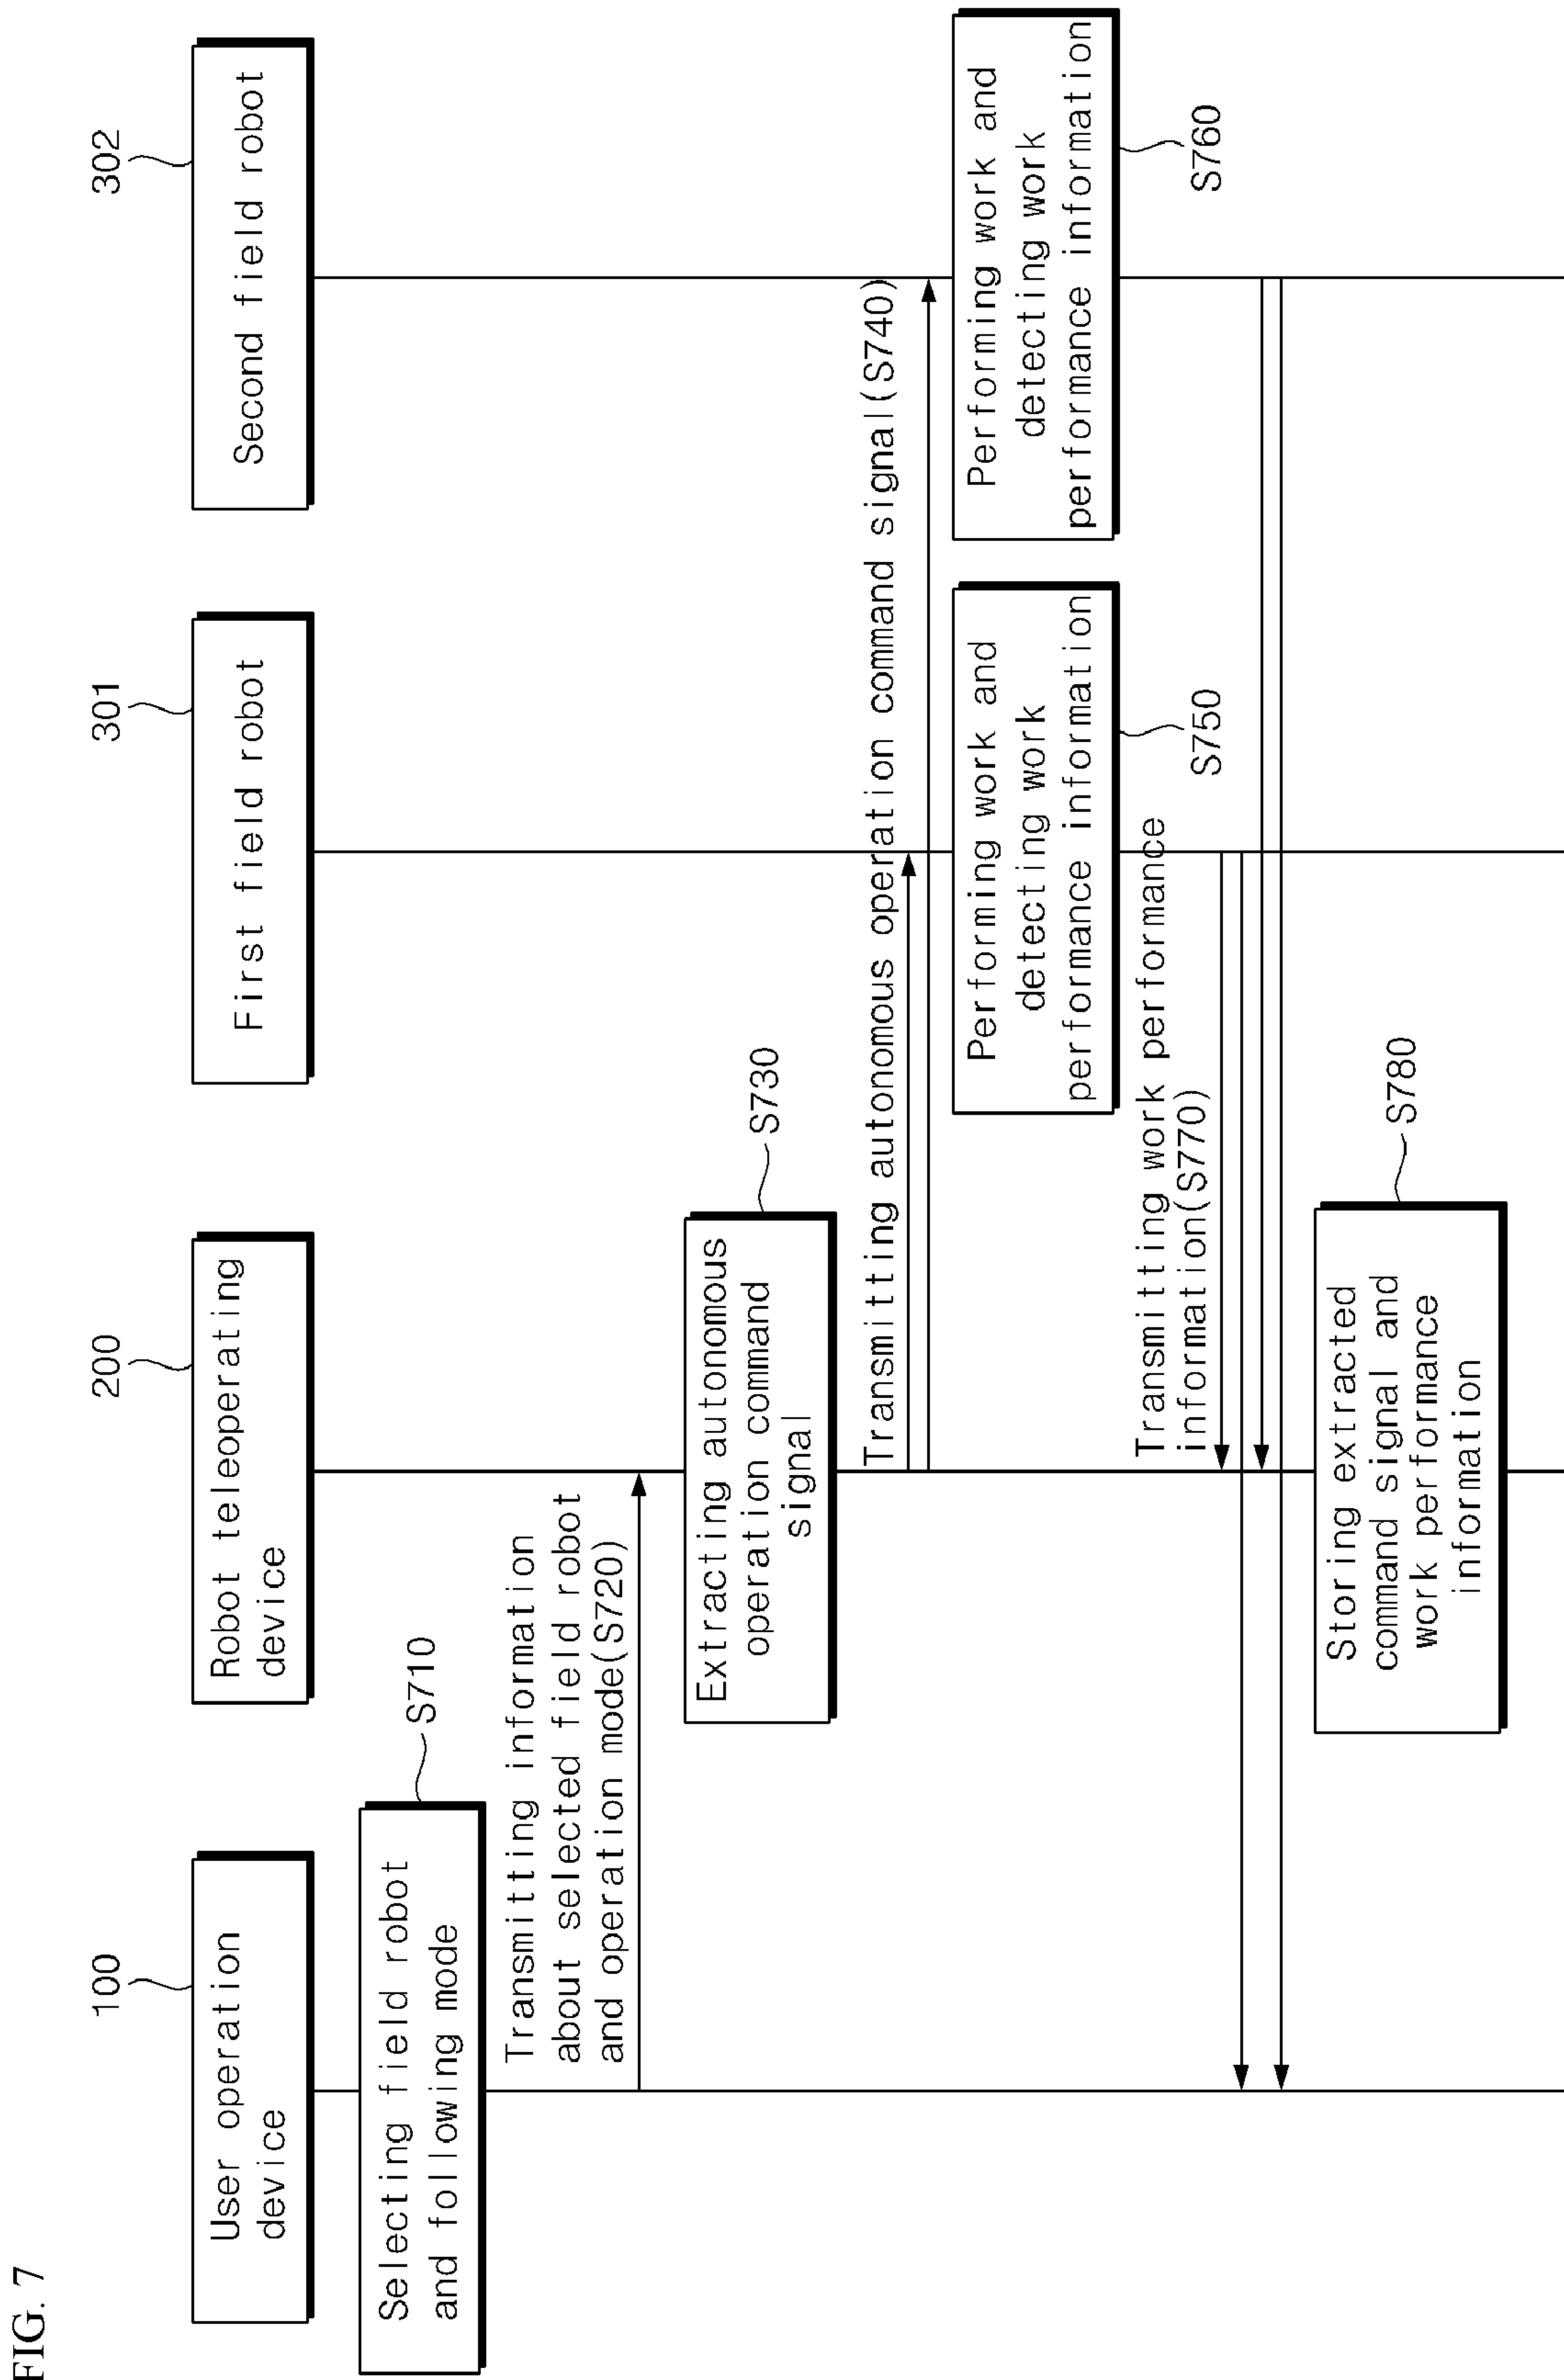 FIG. 7
100
200
301
302
User operation
device
Robot teleoperating
device
First field robot
Second field robot
Selecting field robot
and following mode
S710
Transmitting information
about selected field robot
and operation mode(S720)
Extracting autonomous
operation command
signal
S730
Transmitting autonomous operation command signal(S740)
Performing work and
detecting work
performance information
S750
Performing work and
detecting work
performance information
S760
Transmitting work performance
information(S770)
Storing extracted
command signal and
work performance
information
S780